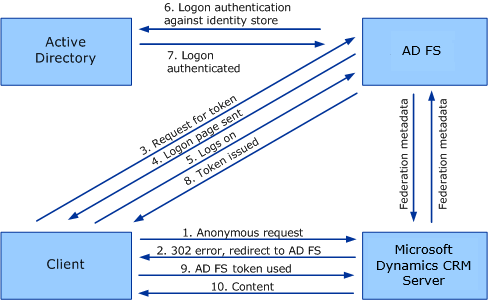 6. Logon authentication
against identity store
Active
Directory
7. Logon
authenticated
AD FS
3. Request for token
4. Logon page sent
5. Logs on
8. Token issued
Federation metadata
Federation metadata
Client
1. Anonymous request
2. 302 error, redirect to AD FS
9. AD FS token used
10. Content
Microsoft
Dynamics CRM
Server